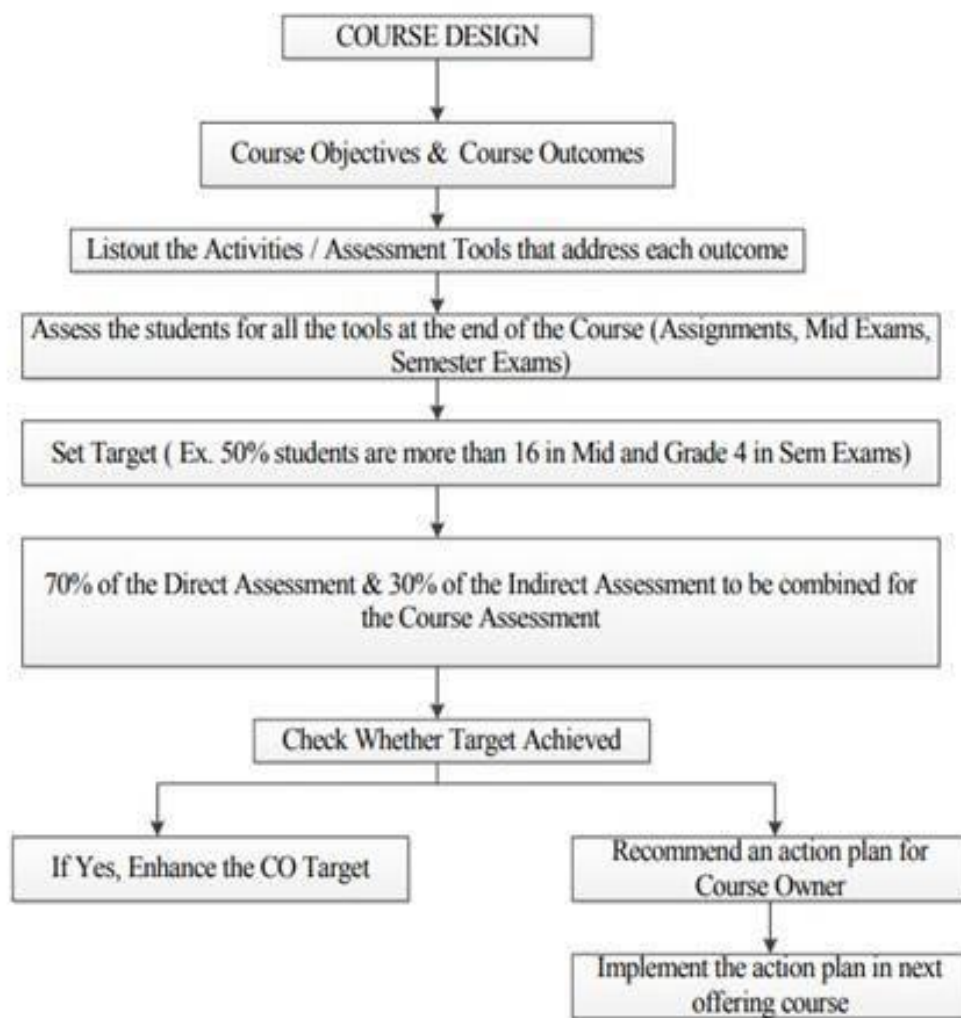 COURSE DESIGN
Course Objectives & Course Outcomes
Listout the Activities / Assessment Tools that address each outcome
Assess the students for all the tools at the end of the Course (Assignments, Mid Exams,
Semester Exams)
Set Target ( Ex. 50% students are more than 16 in Mid and Grade 4 in Sem Exams)
70% of the Direct Assessment & 30% of the Indirect Assessment to be combined for
the Course Assessment
Check Whether Target Achieved
If Yes, Enhance the CO Target
Recommend an action plan for
Course Owner
Implement the action plan in next
offering course